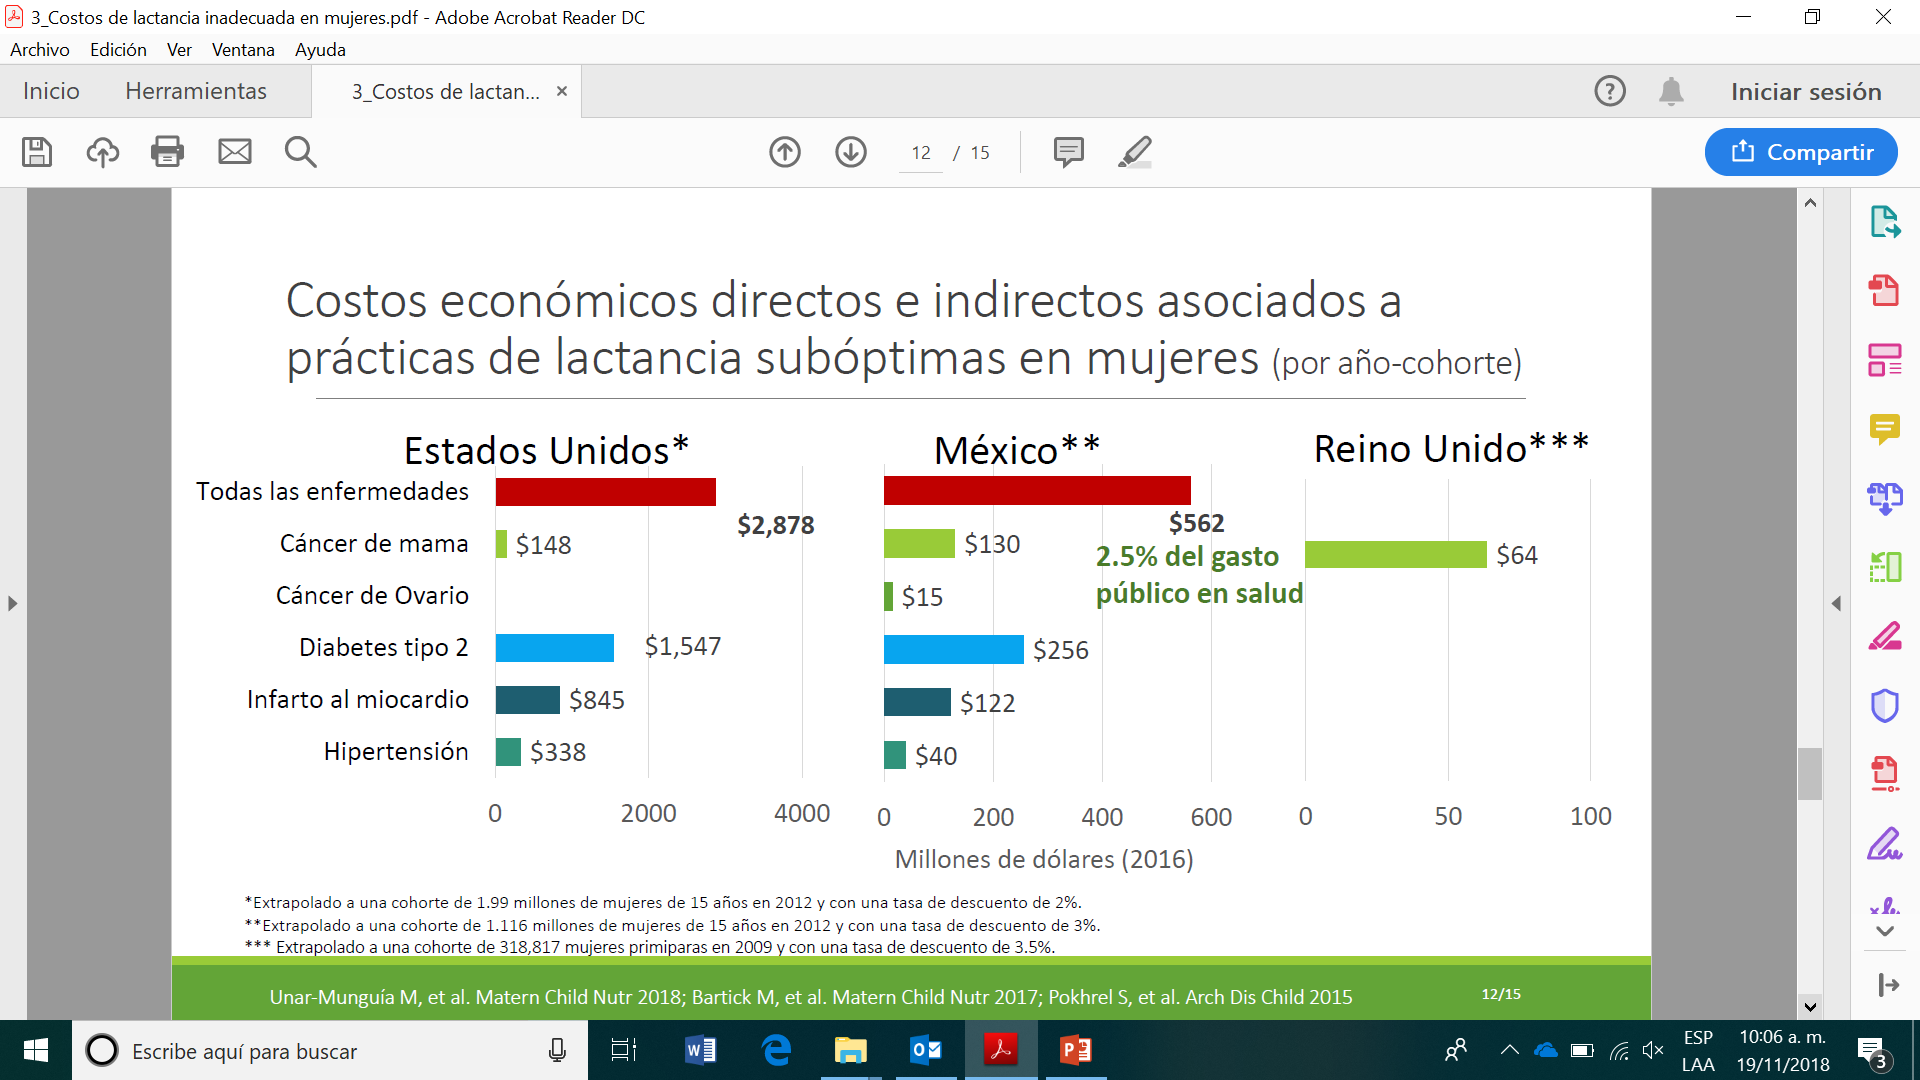 3_Costos de lactancia inadecuada en mujeres.pdf - Adobe Acrobat Reader DC
Archivo Edición Ver Ventana Ayuda
Inicio Herramientas 3_Costos de lactan... × ? Iniciar sesión
12 / 15 Compartir
Costos económicos directos e indirectos asociados a
prácticas de lactancia subóptimas en mujeres (por año-cohorte)
Estados Unidos*
Todas las enfermedades
$2,878
Cáncer de mama $148
Cáncer de Ovario
Diabetes tipo 2 $1,547
Infarto al miocardio $845
Hipertensión $338
0 2000 4000
México**
$562
$130
2.5% del gasto
público en salud
$15
$256
$122
$40
0 200 400 600
Reino Unido***
$64
0 50 100
Millones de dólares (2016)
*Extrapolado a una cohorte de 1.99 millones de mujeres de 15 años en 2012 y con una tasa de descuento de 2%.
**Extrapolado a una cohorte de 1.116 millones de mujeres de 15 años en 2012 y con una tasa de descuento de 3%.
*** Extrapolado a una cohorte de 318,817 mujeres primiparas en 2009 y con una tasa de descuento de 3.5%.
Unar-Munguía M, et al. Matern Child Nutr 2018; Bartick M, et al. Matern Child Nutr 2017; Pokhrel S, et al. Arch Dis Child 2015 12/15
Escribe aquí para buscar
ESP
LAA
10:06 a. m.
19/11/2018
3